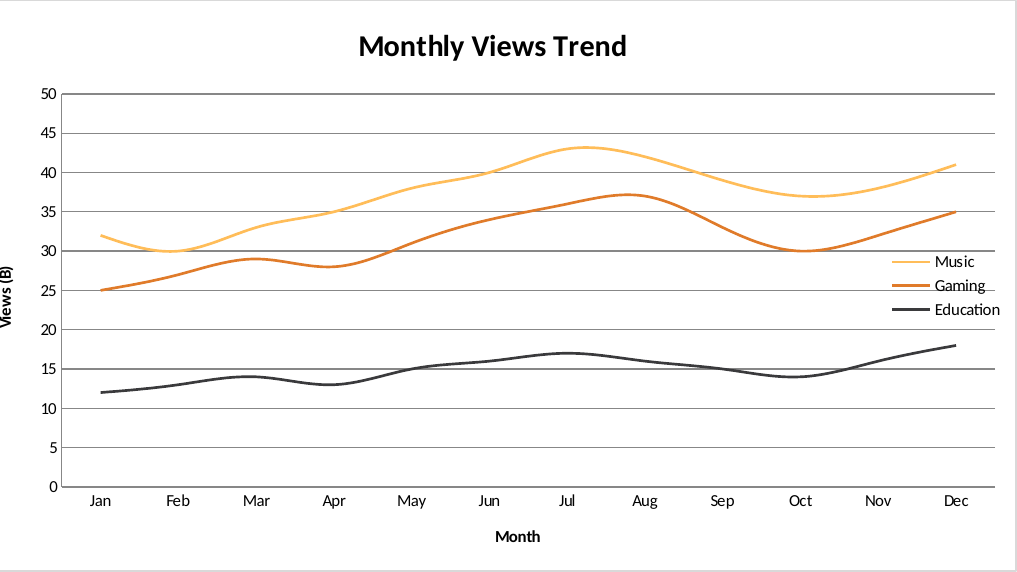 Monthly Views Trend
50
45
40
35
30
25
20
15
10
5
0
Views (B)
Music
Gaming
Education
Jan Feb Mar Apr May Jun Jul Aug Sep Oct Nov Dec
Month